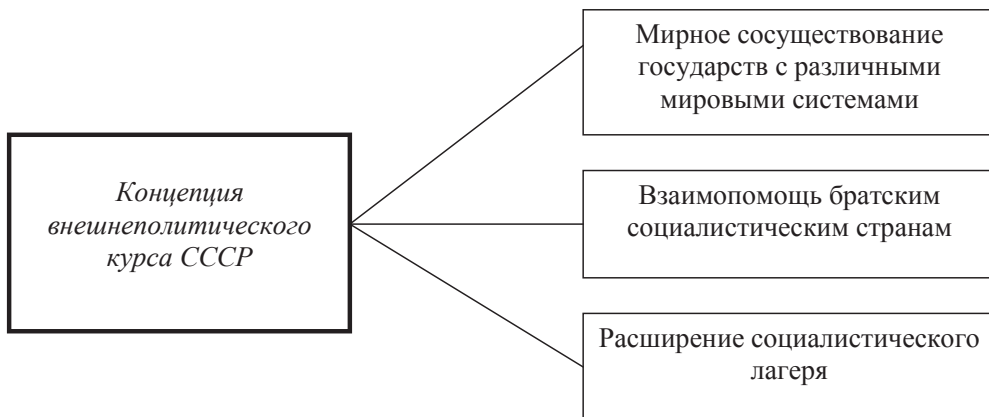 Концепция
внешнеполитического
курса СССР
Мирное сосуществование
государств с различными
мировыми системами
Взаимопомощь братским
социалистическим странам
Расширение социалистического
лагеря